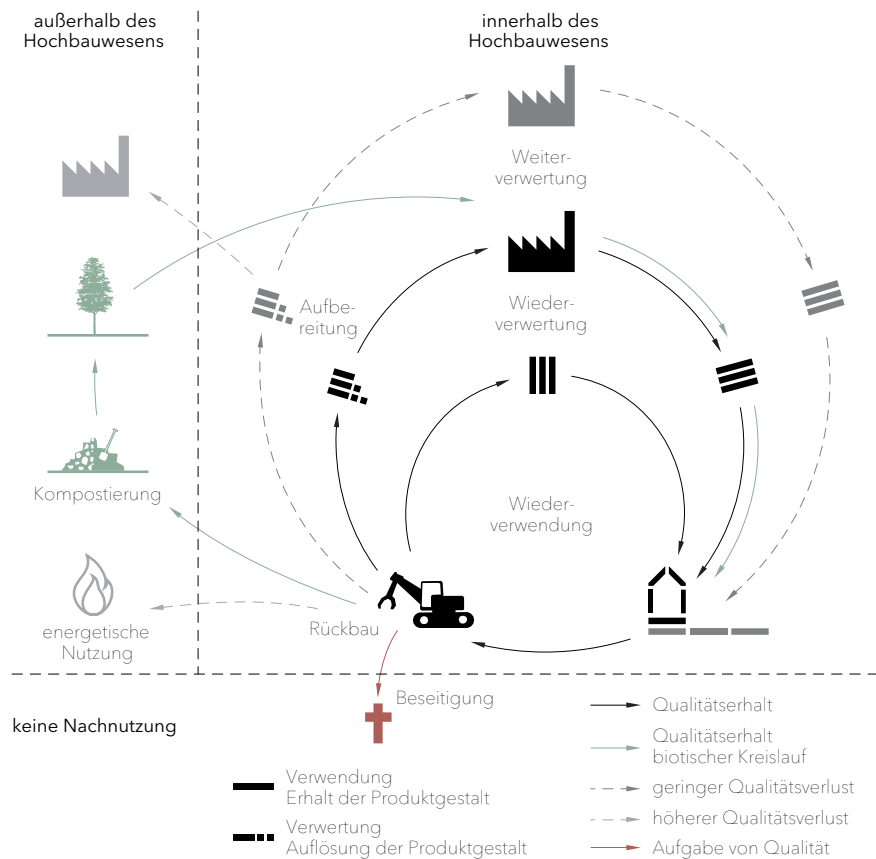 außerhalb des
Hochbauwesens
innerhalb des
Hochbauwesens
Weiter-
verwertung
Wieder-
verwertung
Aufbe-
reitung
Wieder-
verwendung
Kompostierung
energetische
Nutzung
Rückbau
Beseitigung
keine Nachnutzung
Verwendung
Erhalt der Produktgestalt
Verwertung
Auflösung der Produktgestalt
Qualitätserhalt
Qualitätserhalt
biotischer Kreislauf
geringer Qualitätsverlust
höherer Qualitätsverlust
Aufgabe von Qualität